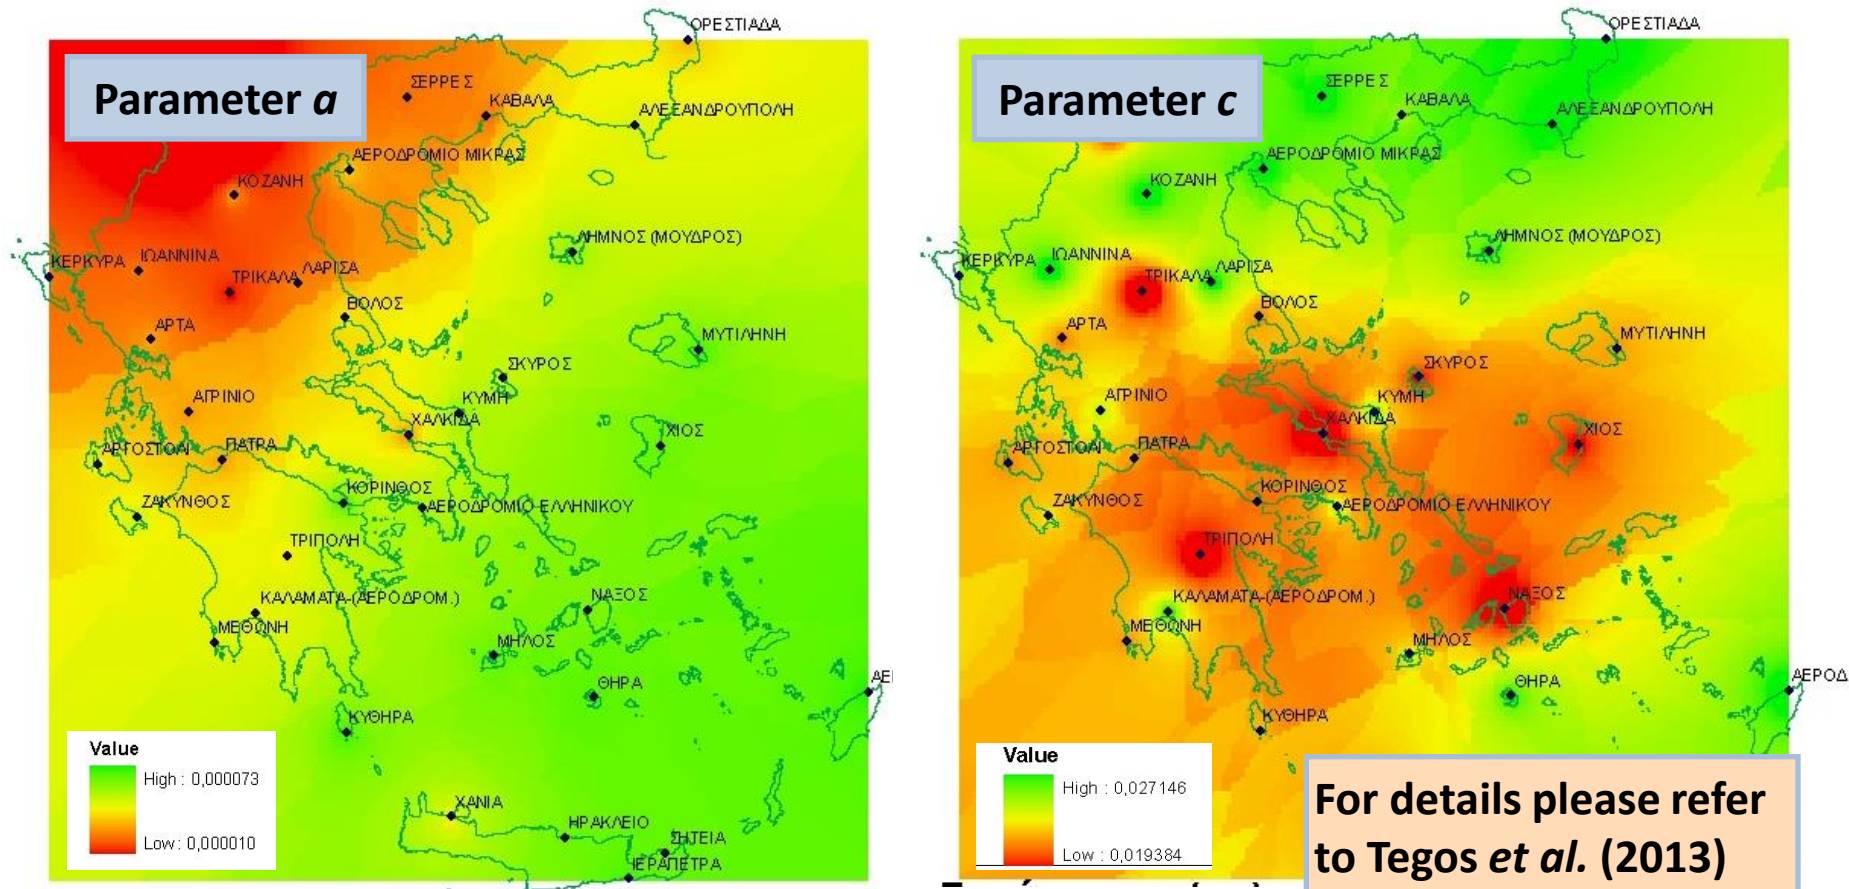 Parameter a
ΟΡΕΣΤΙΑΔΑ
ΣΕΡΡΕΣ
ΚΑΒΑΛΑ
ΑΛΕΞΑΝΔΡΟΥΠΟΛΗ
ΑΕΡΟΔΡΟΜΙΟ ΜΙΚΡΑΣ
ΚΟΖΑΝΗ
ΛΗΜΝΟΣ (ΜΟΥΔΡΟΣ)
ΚΕΡΚΥΡΑ
ΙΩΑΝΝΙΝΑ
ΤΡΙΚΑΛΑ
ΛΑΡΙΣΑ
ΒΟΛΟΣ
ΑΡΤΑ
ΜΥΤΙΛΗΝΗ
ΣΚΥΡΟΣ
ΑΓΡΙΝΙΟ
ΚΥΜΗ
ΧΑΛΚΙΔΑ
ΧΙΟΣ
ΑΡΓΟΣΤΟΛΙ
ΠΑΤΡΑ
ΖΑΚΥΝΘΟΣ
ΚΟΡΙΝΘΟΣ
ΑΕΡΟΔΡΟΜΙΟ ΕΛΛΗΝΙΚΟΥ
ΤΡΙΠΟΛΗ
ΚΑΛΑΜΑΤΑ-(ΑΕΡΟΔΡΟΜ.)
ΝΑΞΟΣ
ΜΕΘΩΝΗ
ΜΗΛΟΣ
ΘΗΡΑ
ΑΕ
ΚΥΘΗΡΑ
ΧΑΝΙΑ
ΗΡΑΚΛΕΙΟ
ΣΗΤΕΙΑ
ΙΕΡΑΠΕΤΡΑ
Value
High : 0,000073
Low : 0,000010
Parameter c
ΟΡΕΣΤΙΑΔΑ
ΣΕΡΡΕΣ
ΚΑΒΑΛΑ
ΑΛΕΞΑΝΔΡΟΥΠΟΛΗ
ΑΕΡΟΔΡΟΜΙΟ ΜΙΚΡΑΣ
ΚΟΖΑΝΗ
ΛΗΜΝΟΣ (ΜΟΥΔΡΟΣ)
ΚΕΡΚΥΡΑ
ΙΩΑΝΝΙΝΑ
ΤΡΙΚΑΛΑ
ΛΑΡΙΣΑ
ΒΟΛΟΣ
ΑΡΤΑ
ΜΥΤΙΛΗΝΗ
ΣΚΥΡΟΣ
ΑΓΡΙΝΙΟ
ΚΥΜΗ
ΧΑΛΚΙΔΑ
ΧΙΟΣ
ΑΡΓΟΣΤΟΛΙ
ΠΑΤΡΑ
ΖΑΚΥΝΘΟΣ
ΚΟΡΙΝΘΟΣ
ΑΕΡΟΔΡΟΜΙΟ ΕΛΛΗΝΙΚΟΥ
ΤΡΙΠΟΛΗ
ΚΑΛΑΜΑΤΑ-(ΑΕΡΟΔΡΟΜ.)
ΝΑΞΟΣ
ΜΕΘΩΝΗ
ΜΗΛΟΣ
ΘΗΡΑ
ΑΕΡΟΔ
ΚΥΘΗΡΑ
Value
High : 0,027146
Low : 0,019384
For details please refer
to Tegos et al. (2013)